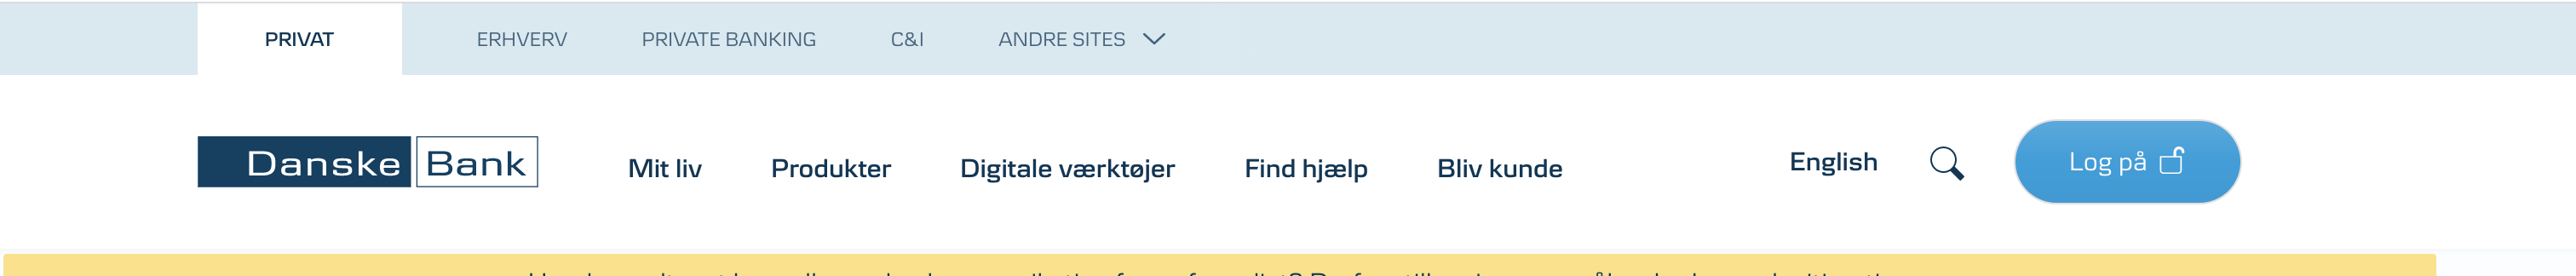 PRIVAT ERHVERV PRIVATE BANKING C&I ANDRE SITES
Danske Bank Mit liv Produkter Digitale værktøjer Find hjælp Bliv kunde English Log på